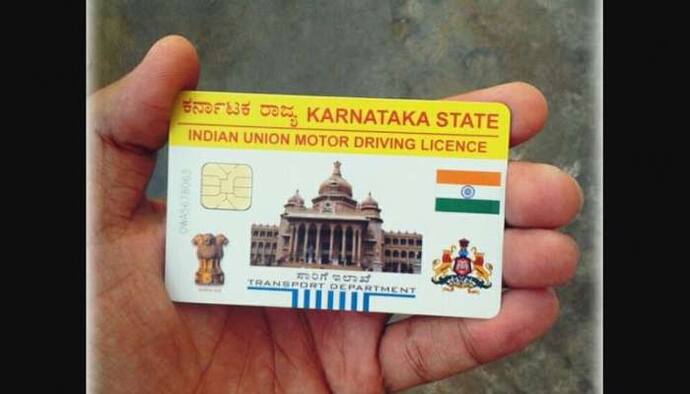 ಕರ್ನಾಟಕ ರಾಜ್ಯ KARNATAKA STATE
INDIAN UNION MOTOR DRIVING LICENCE
ಸಾರಿಗೆ ಇಲಾಖೆ
TRANSPORT DEPARTMENT